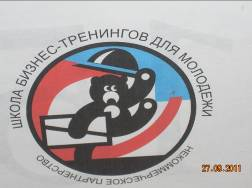 ШКОЛА БИЗНЕС-ТРЕНИНГОВ ДЛЯ МОЛОДЕЖИ
НЕКОММЕРЧЕСКОЕ ПАРТНЕРСТВО
27.09.2011